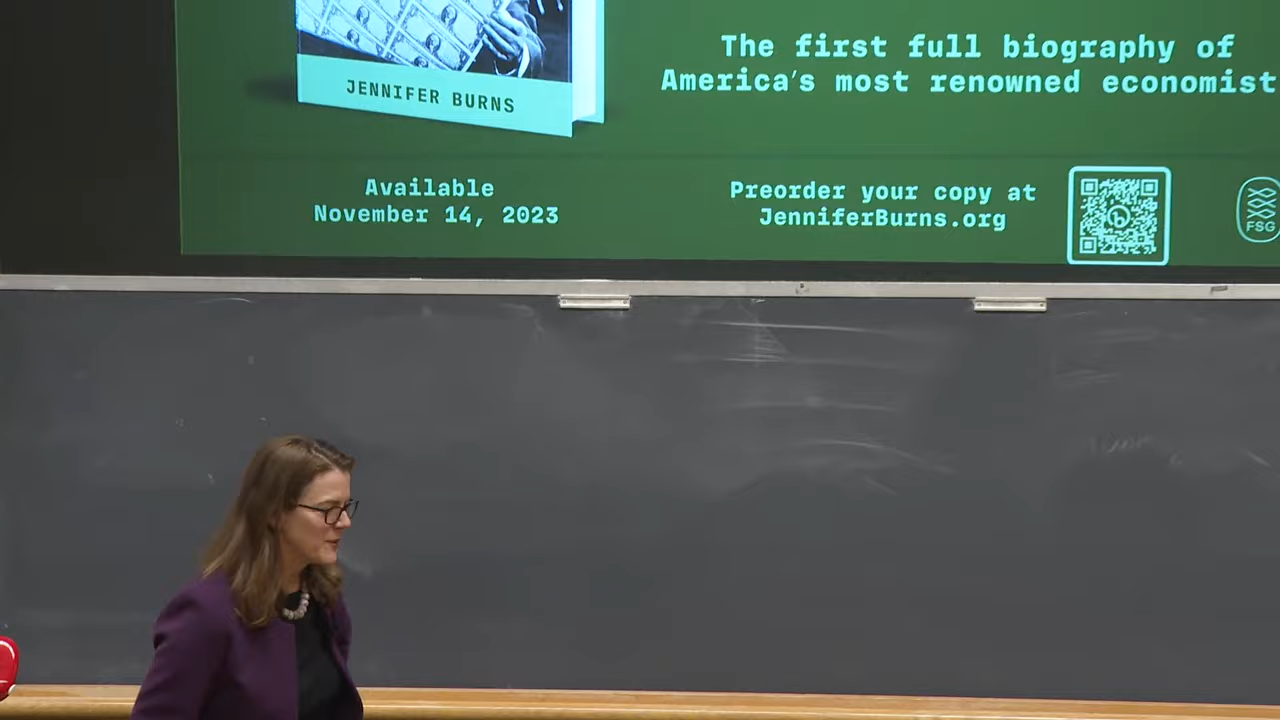 JENNIFER BURNS
The first full biography of
America's most renowned economist
Available
November 14, 2023
Preorder your copy at
JenniferBurns.org
FSG